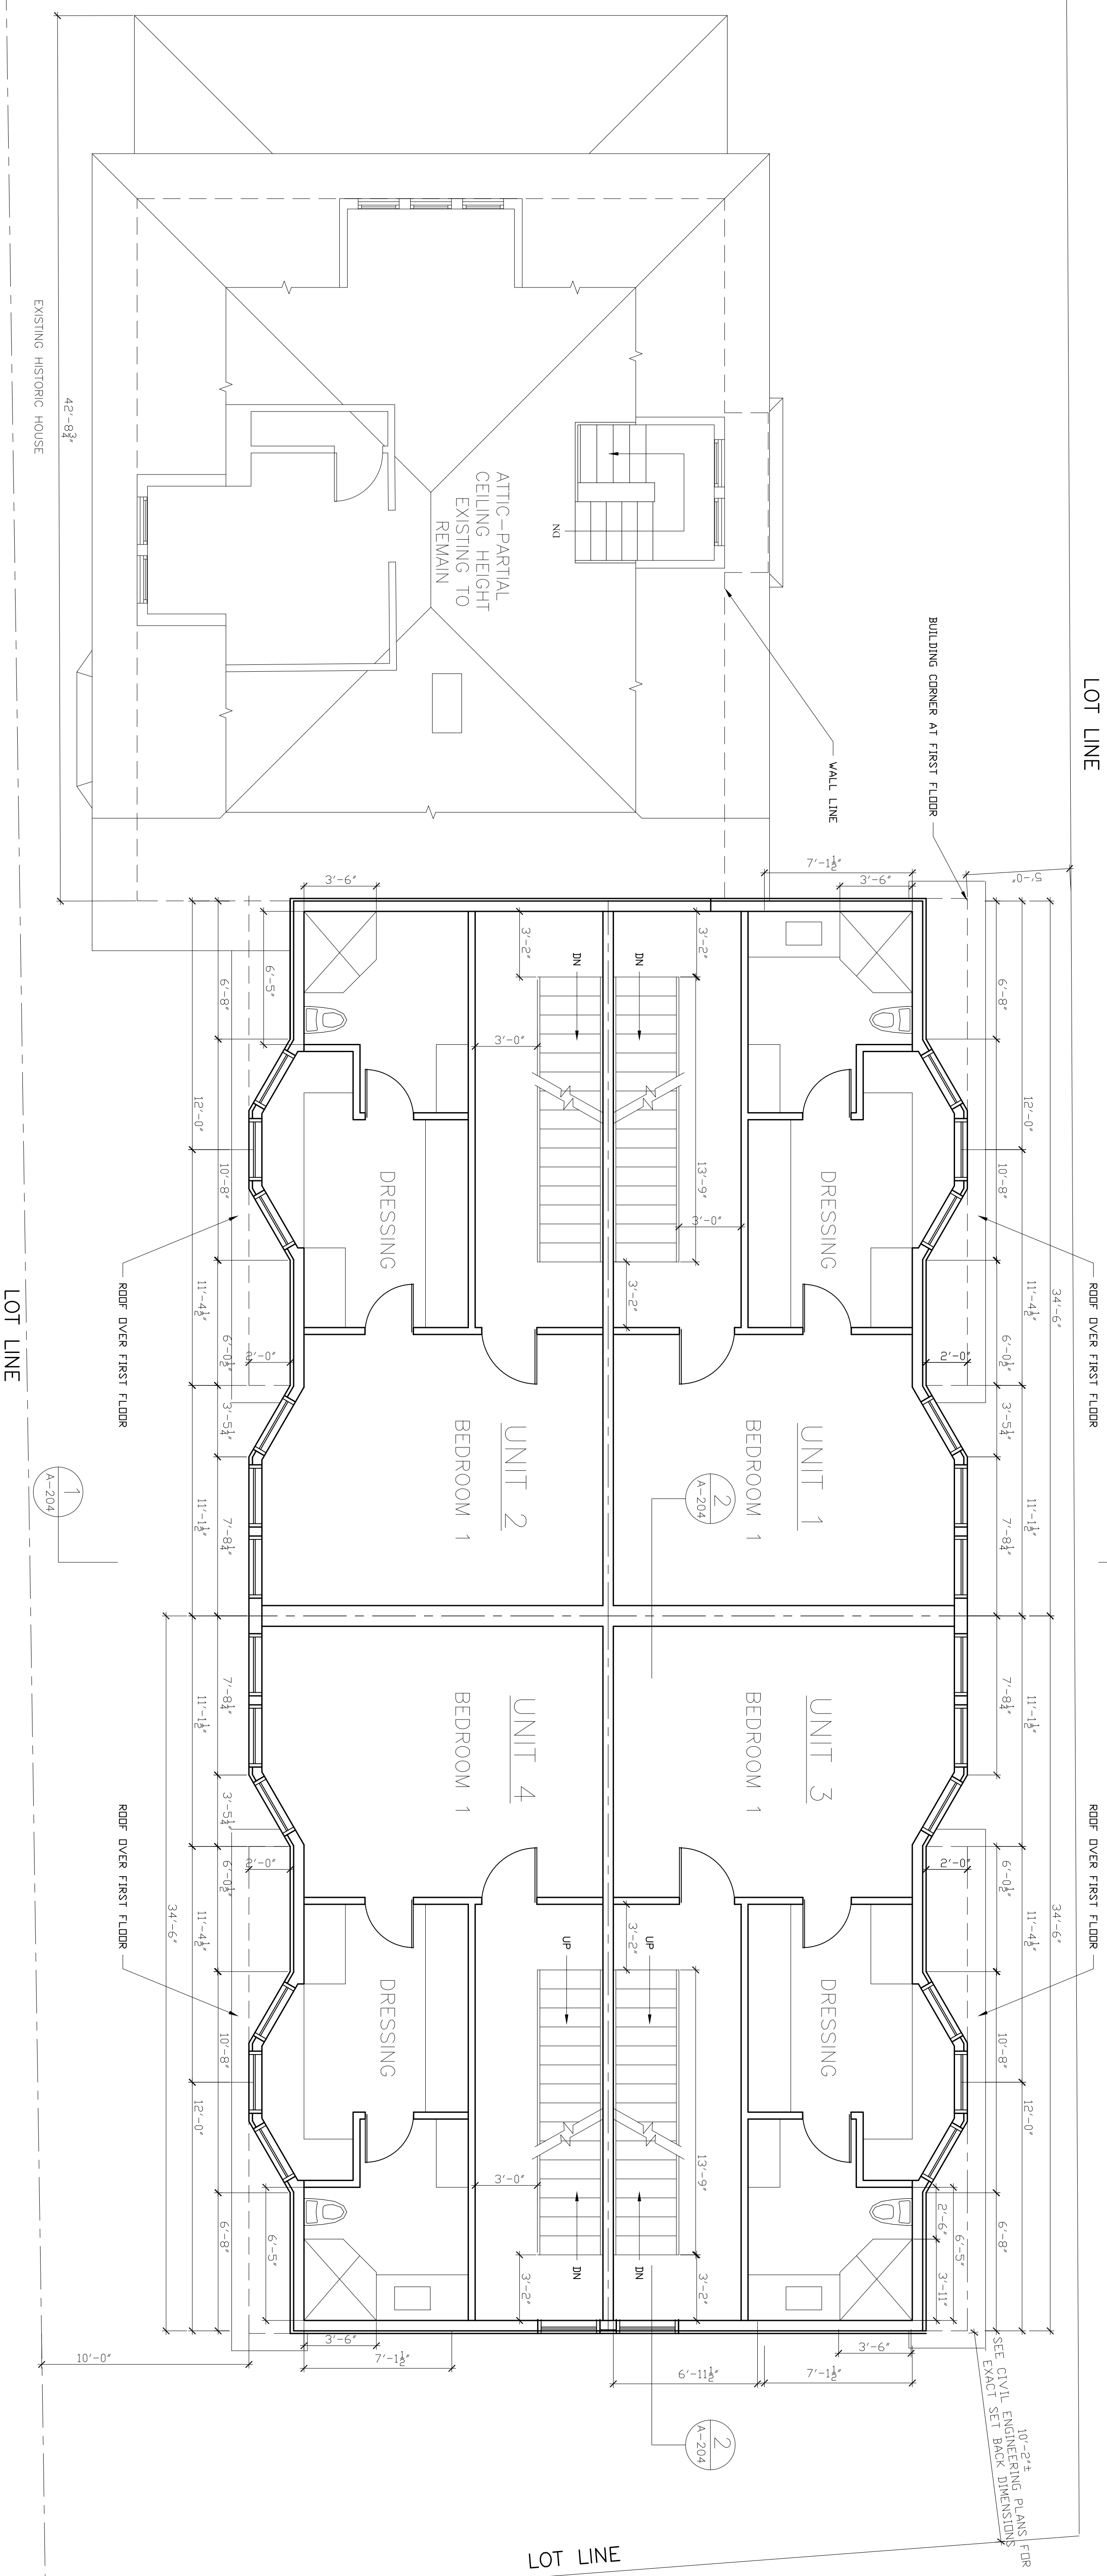 LOT LINE
BUILDING CORNER AT FIRST FLOOR
WALL LINE
ATTIC-PARTIAL
CEILING HEIGHT
EXISTING TO
REMAIN
DN
EXISTING HISTORIC HOUSE
42'-8¾"
5'-0"
34'-6"
34'-6"
12'-0"
11'-4½"
11'-1½"
11'-1½"
11'-4½"
12'-0"
6'-8"
10'-8"
6'-0½"
3'-5¼"
7'-8¼"
7'-8¼"
6'-0½"
10'-8"
6'-8"
ROOF OVER FIRST FLOOR
ROOF OVER FIRST FLOOR
2'-0"
2'-0"
7'-1½"
3'-6"
3'-6"
2'-6"
6'-5"
3'-11"
3'-6"
DRESSING
DRESSING
UNIT 1
BEDROOM 1
UNIT 3
BEDROOM 1
2
A-204
3'-2"
13'-9"
3'-0"
3'-2"
DN
DN
3'-2"
3'-0"
3'-2"
13'-9"
3'-2"
UP
UP
DN
DN
3'-0"
3'-2"
UNIT 2
BEDROOM 1
UNIT 4
BEDROOM 1
DRESSING
DRESSING
6'-5"
6'-5"
2'-0"
2'-0"
6'-8"
10'-8"
6'-0½"
3'-5¼"
7'-8¼"
7'-8¼"
3'-5¼"
6'-0½"
10'-8"
6'-8"
12'-0"
11'-4½"
11'-1½"
11'-1½"
11'-4½"
12'-0"
34'-6"
ROOF OVER FIRST FLOOR
ROOF OVER FIRST FLOOR
1
A-204
3'-6"
7'-1½"
6'-11½"
7'-1½"
3'-6"
10'-0"
2
A-204
10'-2"±
SEE CIVIL ENGINEERING PLANS FOR
EXACT SET BACK DIMENSIONS
LOT LINE
LOT LINE